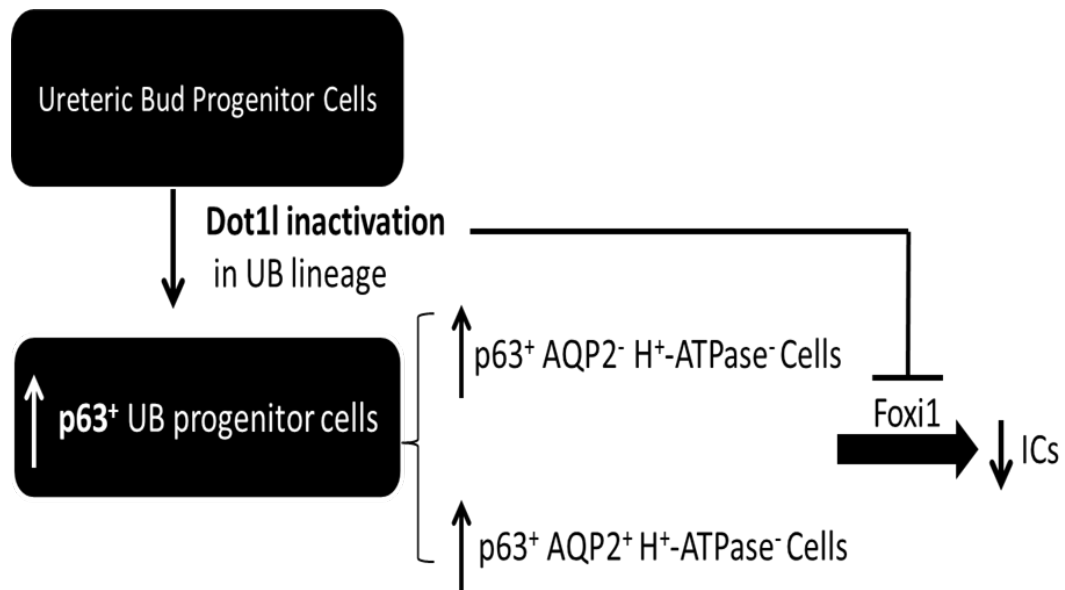 Ureteric Bud Progenitor Cells
Dot1l inactivation
in UB lineage
p63⁺ UB progenitor cells
p63⁺ AQP2⁻ H⁺-ATPase⁻ Cells
p63⁺ AQP2⁺ H⁺-ATPase⁻ Cells
Foxi1
ICs